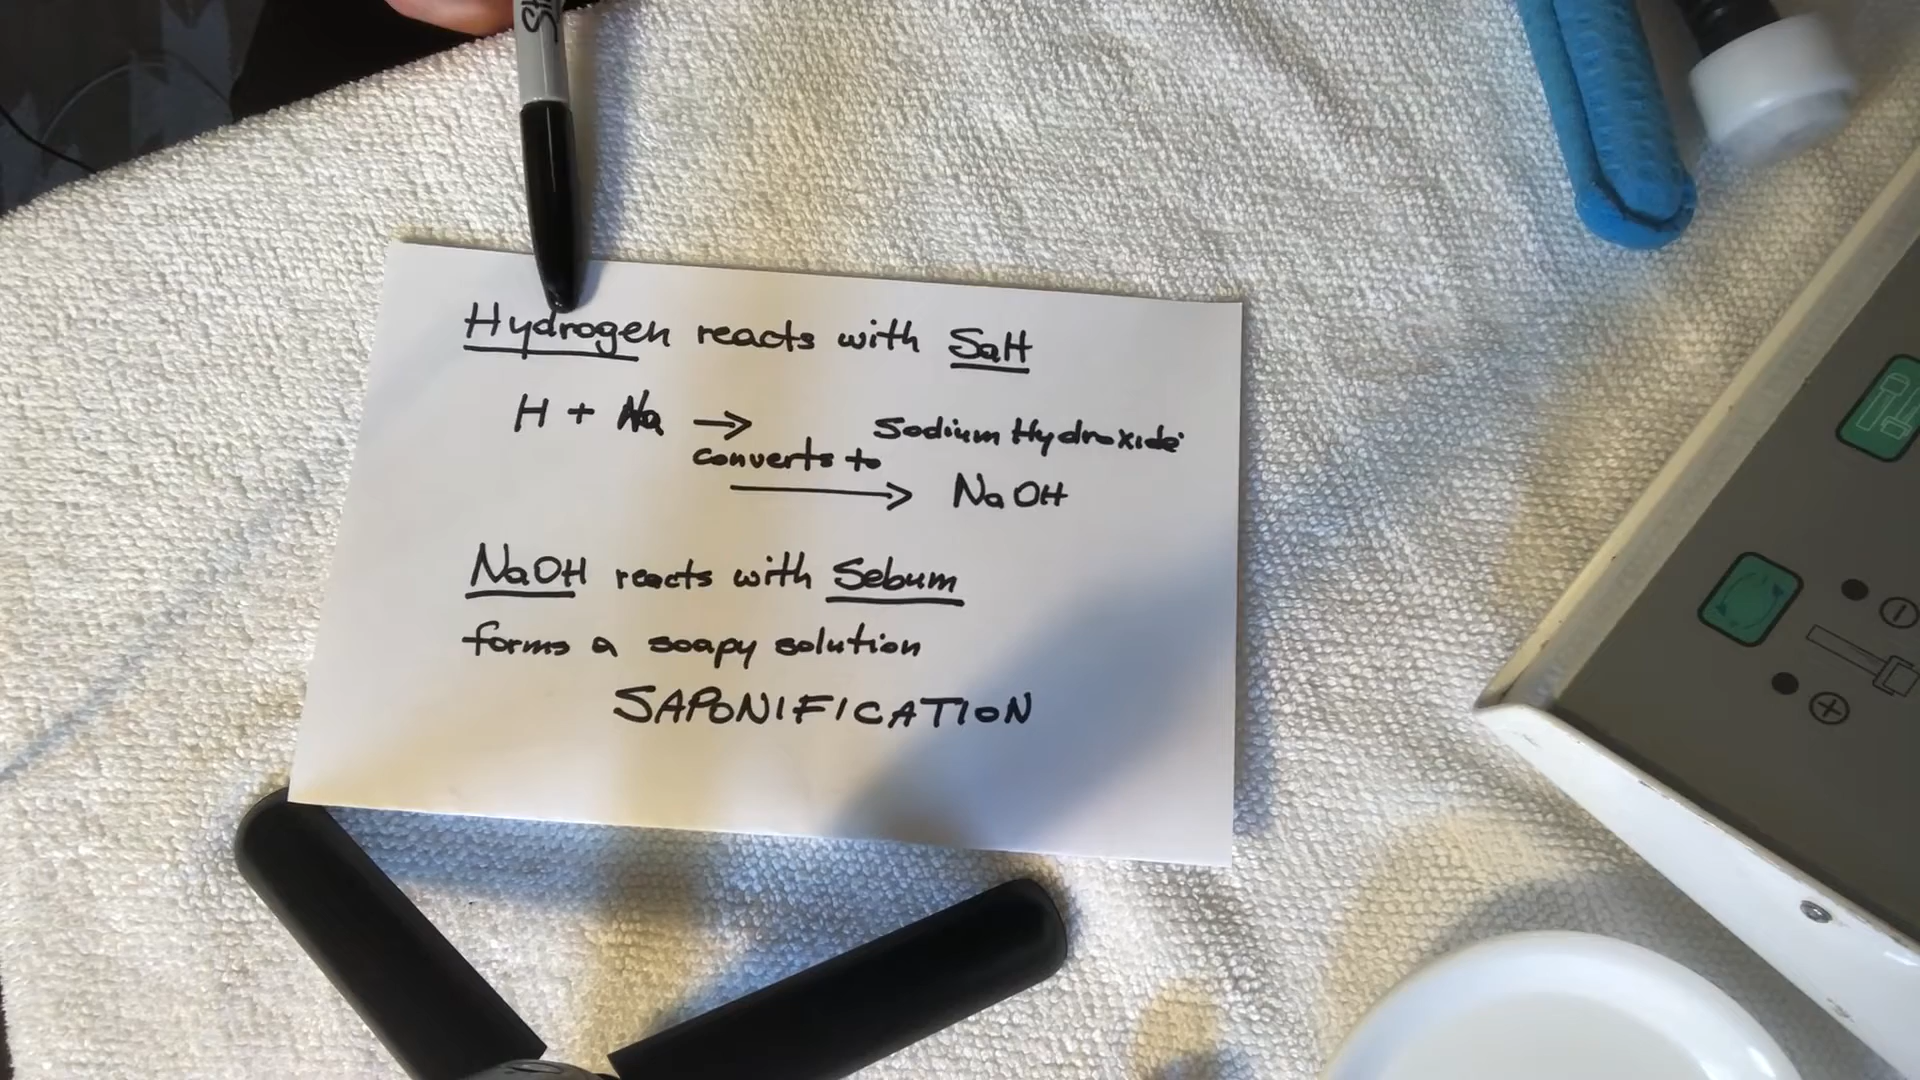 Hydrogen reacts with Salt
H + Na → Sodium Hydroxide
converts to
→ NaOH
NaOH reacts with Sebum
forms a soapy solution
SAPONIFICATION